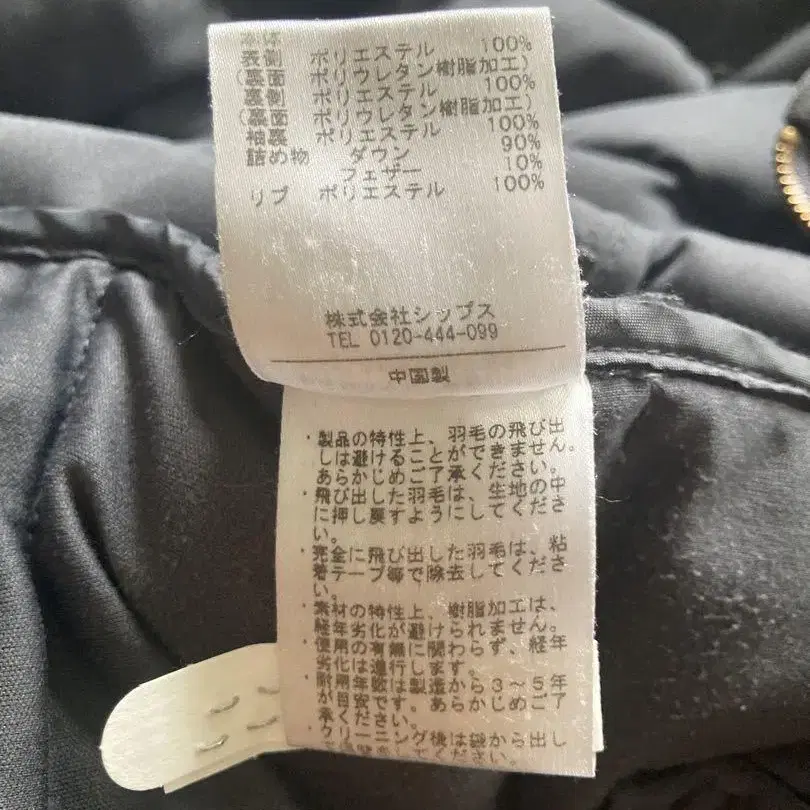 表側 ポリエステル 100%
(裏面 ポリウレタン樹脂加工)
裏側 ポリエステル 100%
(裏面 ポリウレタン樹脂加工)
袖裏 ポリエステル 100%
詰め物 ダウン 90%
フェザー 10%
リブ ポリエステル 100%
株式会社シップス
TEL 0120-444-099
中国製
・製品の特性上、羽毛の飛び出
しは避けることができません。
あらかじめご了承ください。
・飛び出した羽毛は、生地の中
に押し戻すようにしてくださ
い。
・完全に飛び出した羽毛は、粘
着テープ等で除去してくださ
い。
・素材の特性上、樹脂加工は、
経年劣化が避けられません。
・使用の有無に関わらず、経年
劣化は進行します。
・耐用年数は製造から3～5年
が目安です。あらかじめご了
承ください。
・クリーニング後は袋から出し
てください。